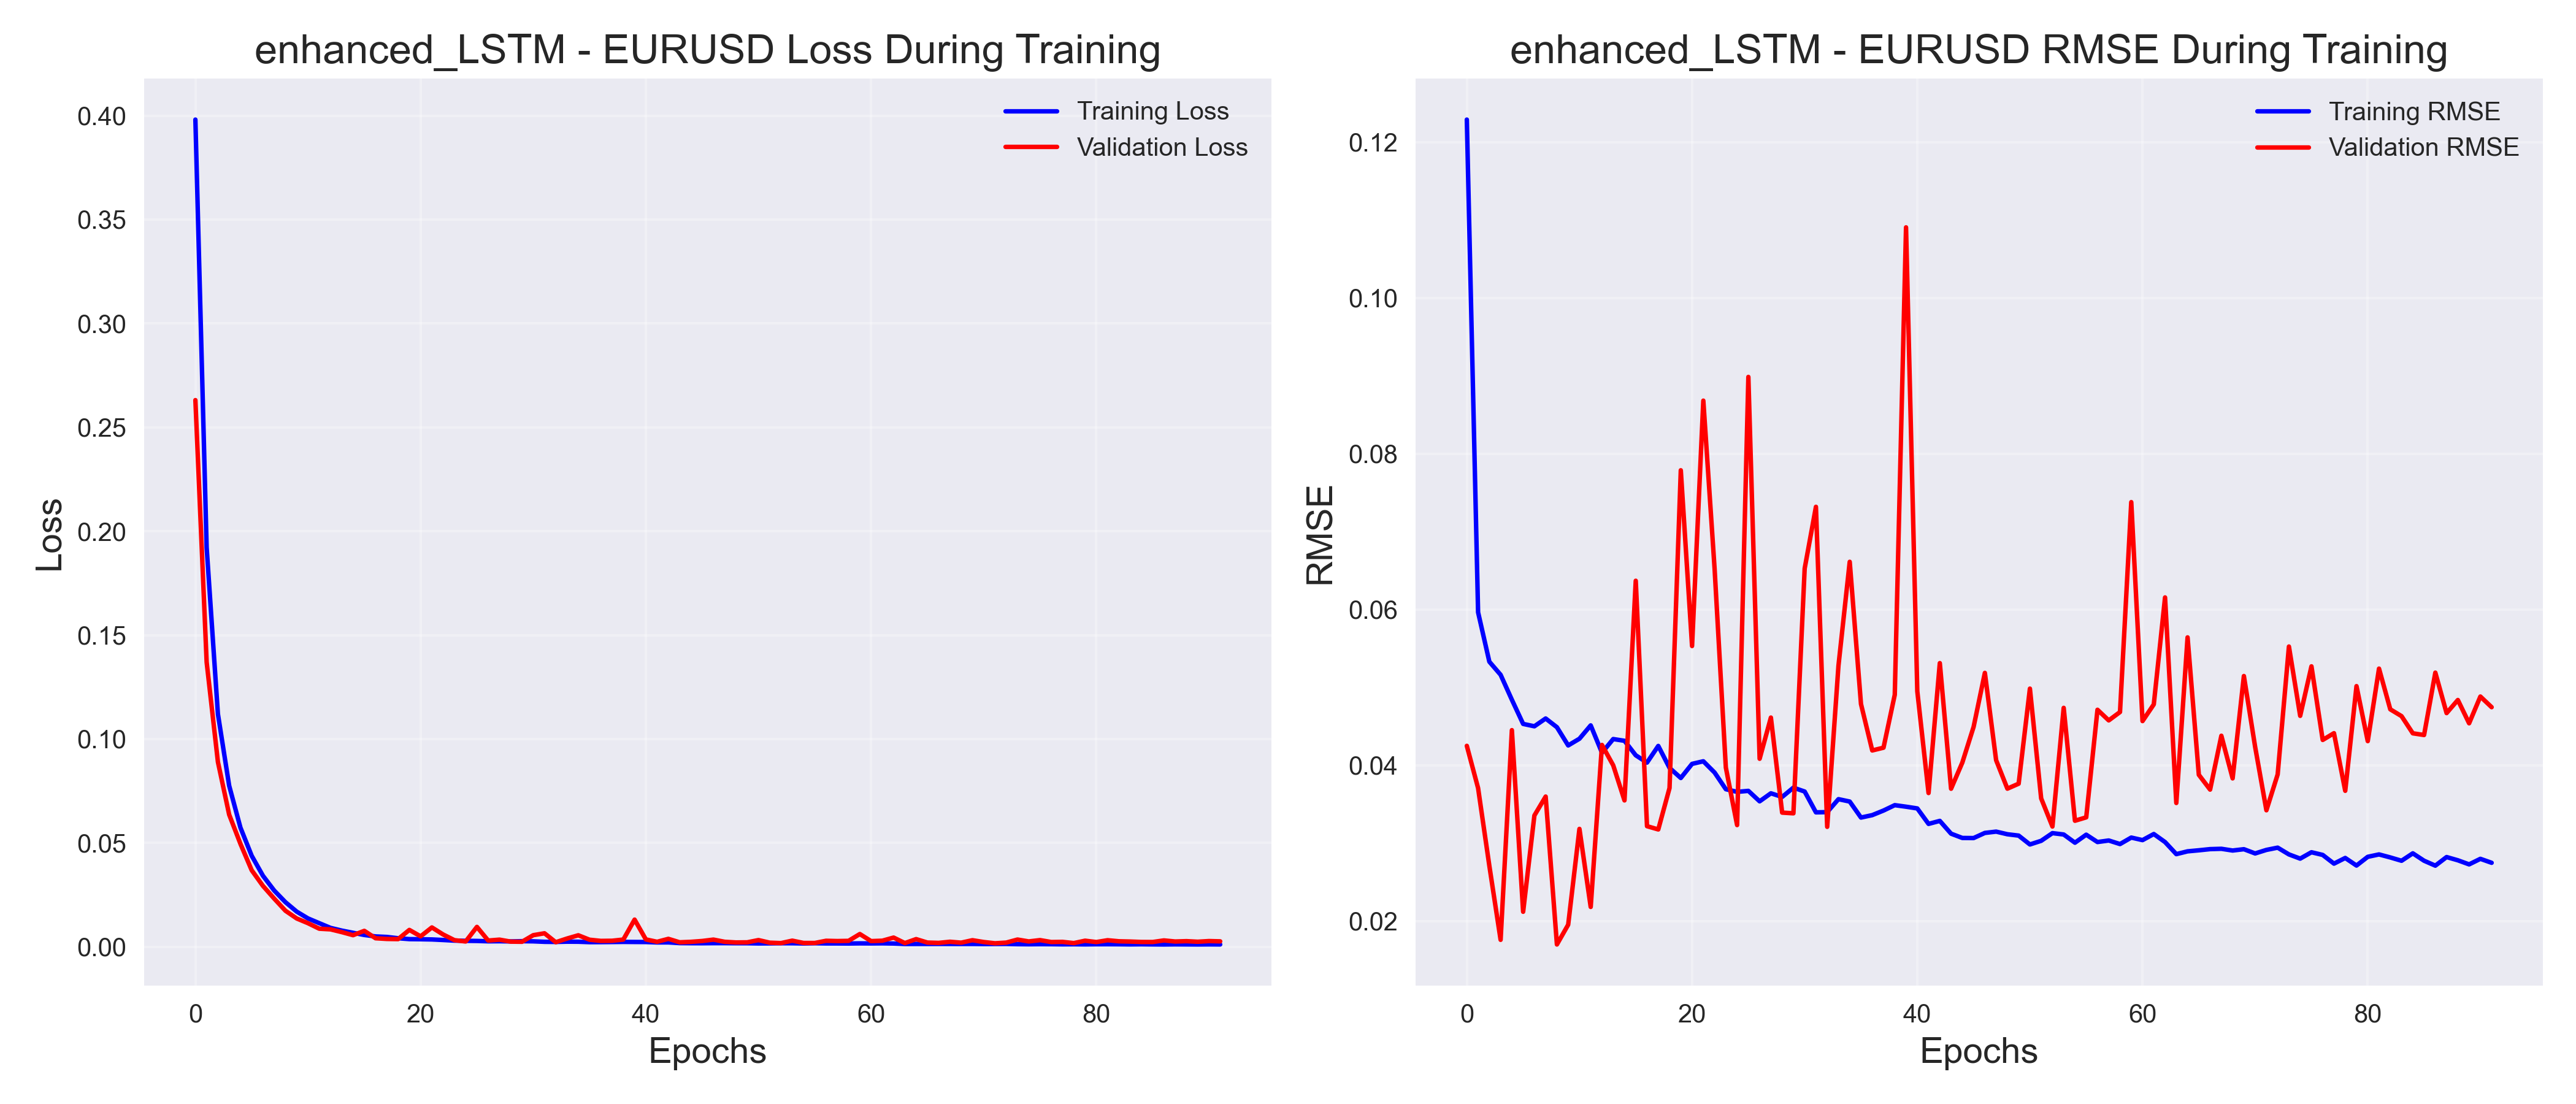 enhanced_LSTM - EURUSD Loss During Training
Training Loss
Validation Loss
0.40
0.35
0.30
0.25
0.20
0.15
0.10
0.05
0.00
Loss
0
20
40
60
80
Epochs
enhanced_LSTM - EURUSD RMSE During Training
Training RMSE
Validation RMSE
0.12
0.10
0.08
0.06
0.04
0.02
RMSE
0
20
40
60
80
Epochs